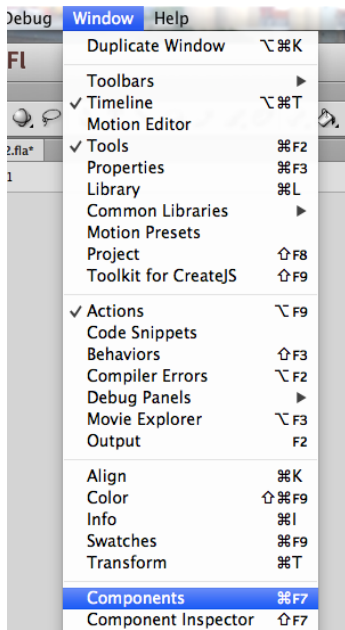 Debug Window Help
Duplicate Window ⌥⌘K
Fl
Toolbars ▶
✓ Timeline ⌥⌘T
Motion Editor
2.fla*
✓ Tools ⌘F2
Properties ⌘F3
1
Library ⌘L
Common Libraries ▶
Motion Presets
Project ⇧F8
Toolkit for CreateJS ⇧F9
✓ Actions ⌥F9
Code Snippets
Behaviors ⇧F3
Compiler Errors ⌥F2
Debug Panels ▶
Movie Explorer ⌥F3
Output F2
Align ⌘K
Color ⇧⌘F9
Info ⌘I
Swatches ⌘F9
Transform ⌘T
Components ⌘F7
Component Inspector ⇧F7